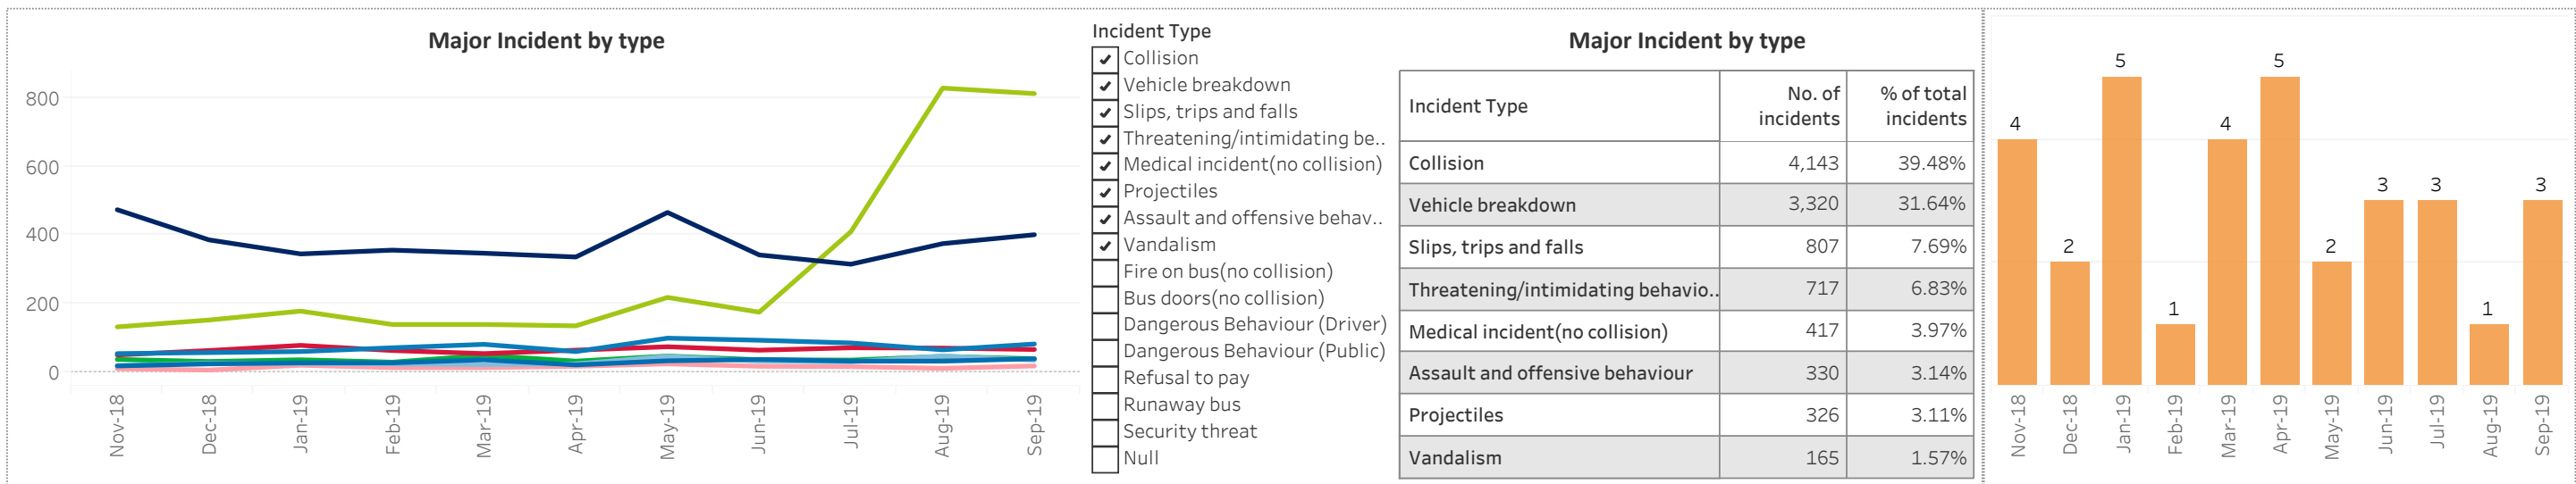 Major Incident by type
800
600
400
200
0
Nov-18
Dec-18
Jan-19
Feb-19
Mar-19
Apr-19
May-19
Jun-19
Jul-19
Aug-19
Sep-19
Incident Type
Collision
Vehicle breakdown
Slips, trips and falls
Threatening/intimidating be..
Medical incident(no collision)
Projectiles
Assault and offensive behav..
Vandalism
Fire on bus(no collision)
Bus doors(no collision)
Dangerous Behaviour (Driver)
Dangerous Behaviour (Public)
Refusal to pay
Runaway bus
Security threat
Null
Major Incident by type
Incident Type No. of incidents % of total incidents
Collision 4,143 39.48%
Vehicle breakdown 3,320 31.64%
Slips, trips and falls 807 7.69%
Threatening/intimidating behavio.. 717 6.83%
Medical incident(no collision) 417 3.97%
Assault and offensive behaviour 330 3.14%
Projectiles 326 3.11%
Vandalism 165 1.57%
4
2
5
1
4
5
2
3
3
1
3
Nov-18
Dec-18
Jan-19
Feb-19
Mar-19
Apr-19
May-19
Jun-19
Jul-19
Aug-19
Sep-19